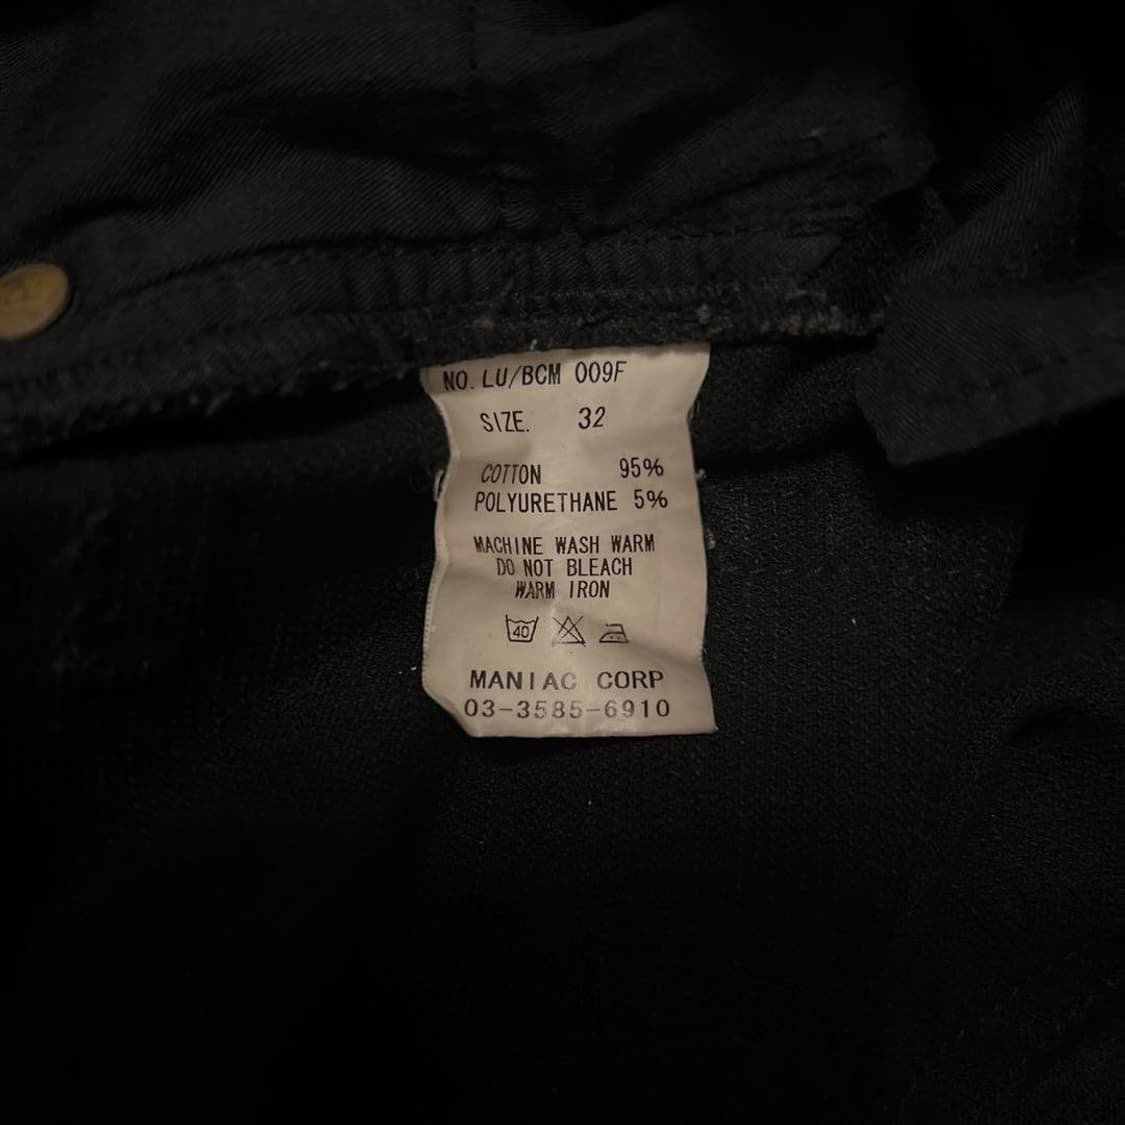 NO. LU/BCM 009F
SIZE. 32
COTTON 95%
POLYURETHANE 5%
MACHINE WASH WARM
DO NOT BLEACH
WARM IRON
40
MANIAC CORP
03-3585-6910